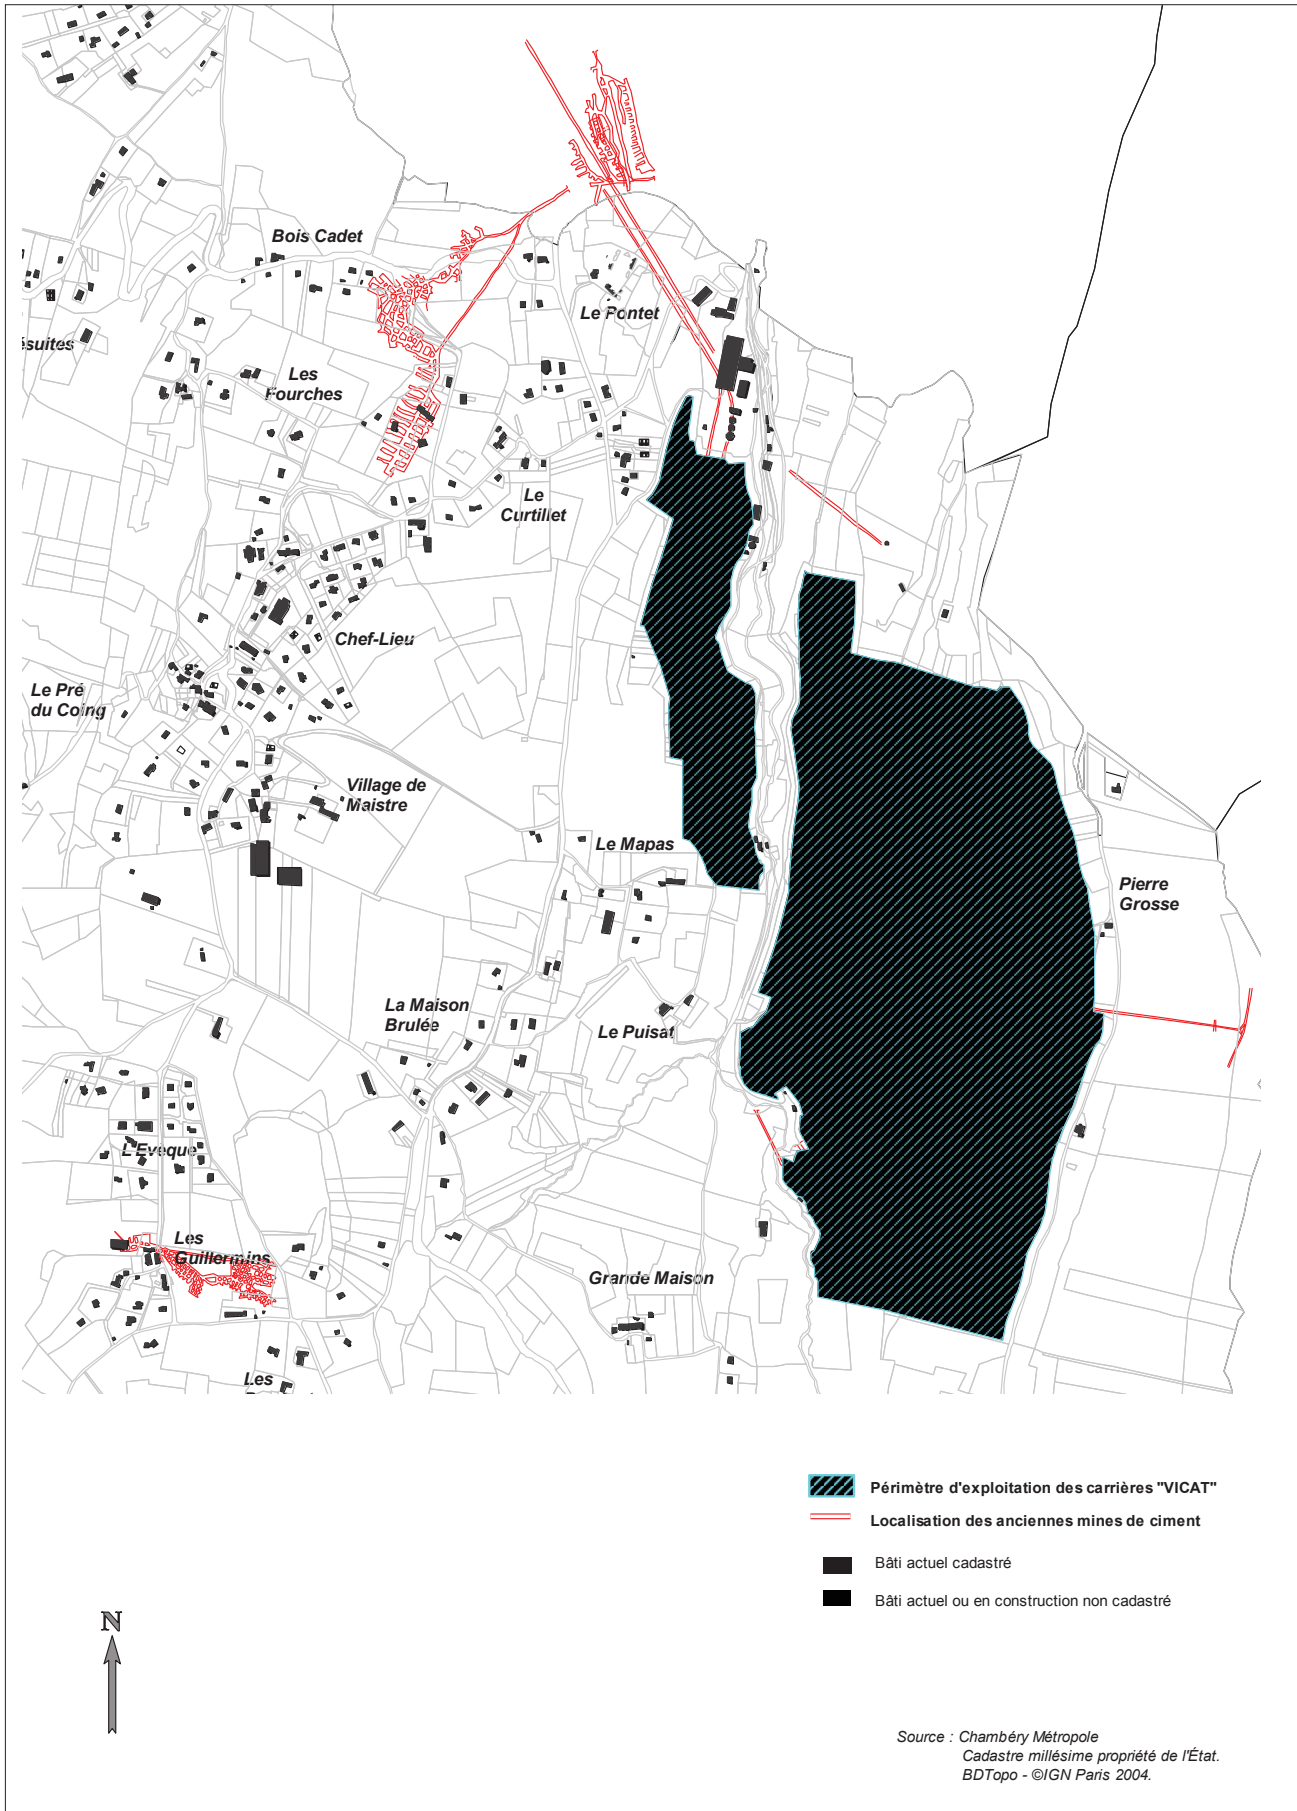 Bois Cadet
Le Pontet
ésuites
Les
Fourches
Le
Curtillet
Chef-Lieu
Le Pré
du Coing
Village de
Maistre
Le Mapas
Pierre
Grosse
La Maison
Brulée
Le Puisat
L'Eveque
Les
Guillermins
Grande Maison
Les
Périmètre d'exploitation des carrières "VICAT"
Localisation des anciennes mines de ciment
Bâti actuel cadastré
Bâti actuel ou en construction non cadastré
N
Source : Chambéry Métropole
Cadastre millésime propriété de l'État.
BDTopo - ©IGN Paris 2004.